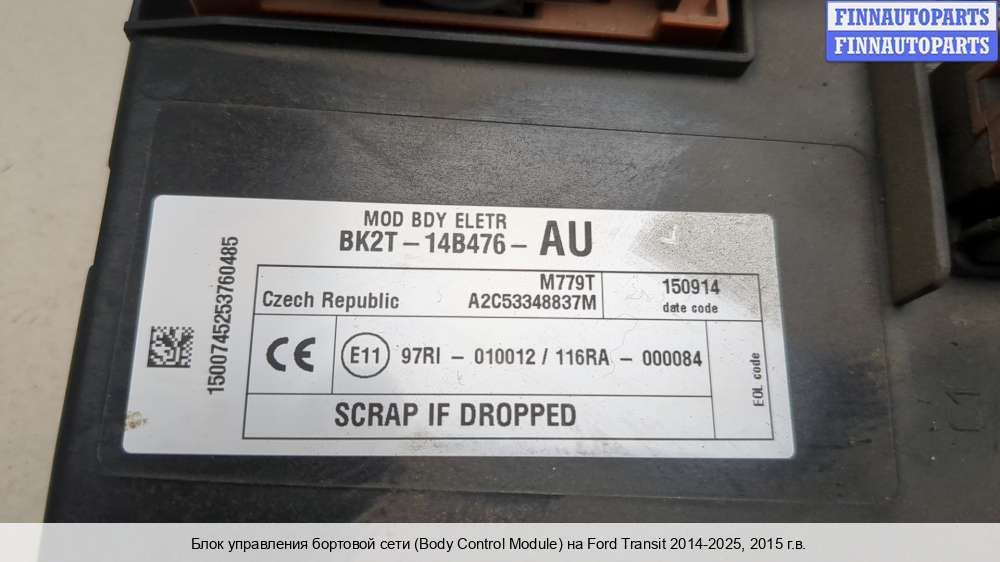 FINNAUTOPARTS
FINNAUTOPARTS
MOD BDY ELETR
BK2T-14B476-AU
1500745253760485
M779T
Czech Republic A2C53348837M
150914
date code
CE E11 97RI - 010012 / 116RA - 000084
EOL code
SCRAP IF DROPPED
Блок управления бортовой сети (Body Control Module) на Ford Transit 2014-2025, 2015 г.в.